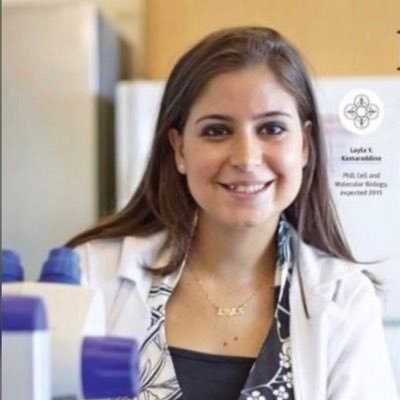 Layla Y.
Kamareddine
PhD, Cell and
Molecular Biology,
expected 2015